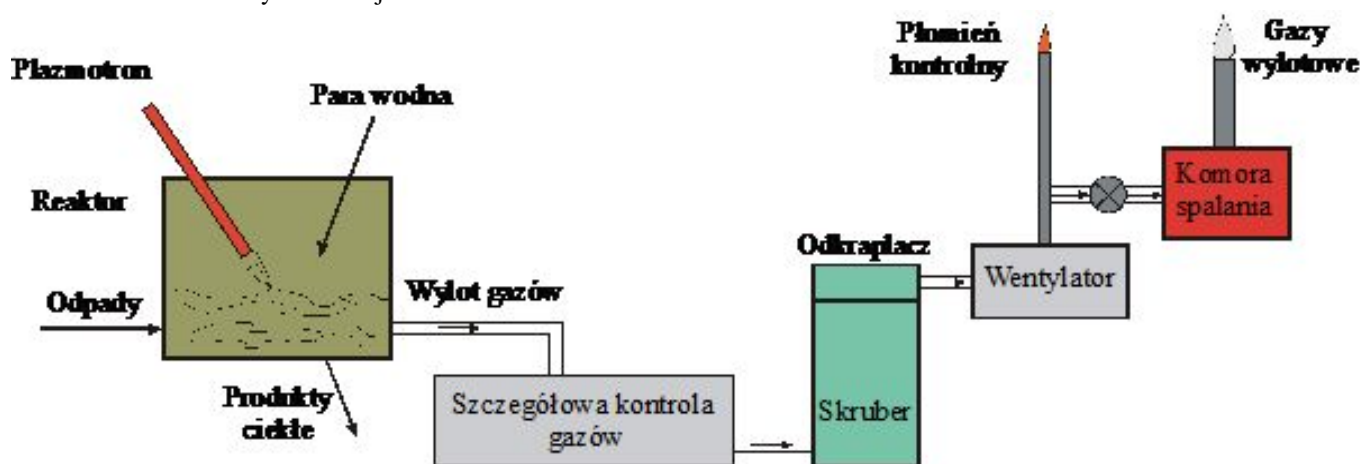 Płomień
kontrolny
Gazy
wylotowe
Plazmotron
Para wodna
Komora
spalania
Reaktor
Odkraplacz
Wentylator
Odpady
Wylot gazów
Produkty
ciekłe
Szczegółowa kontrola
gazów
Skruber